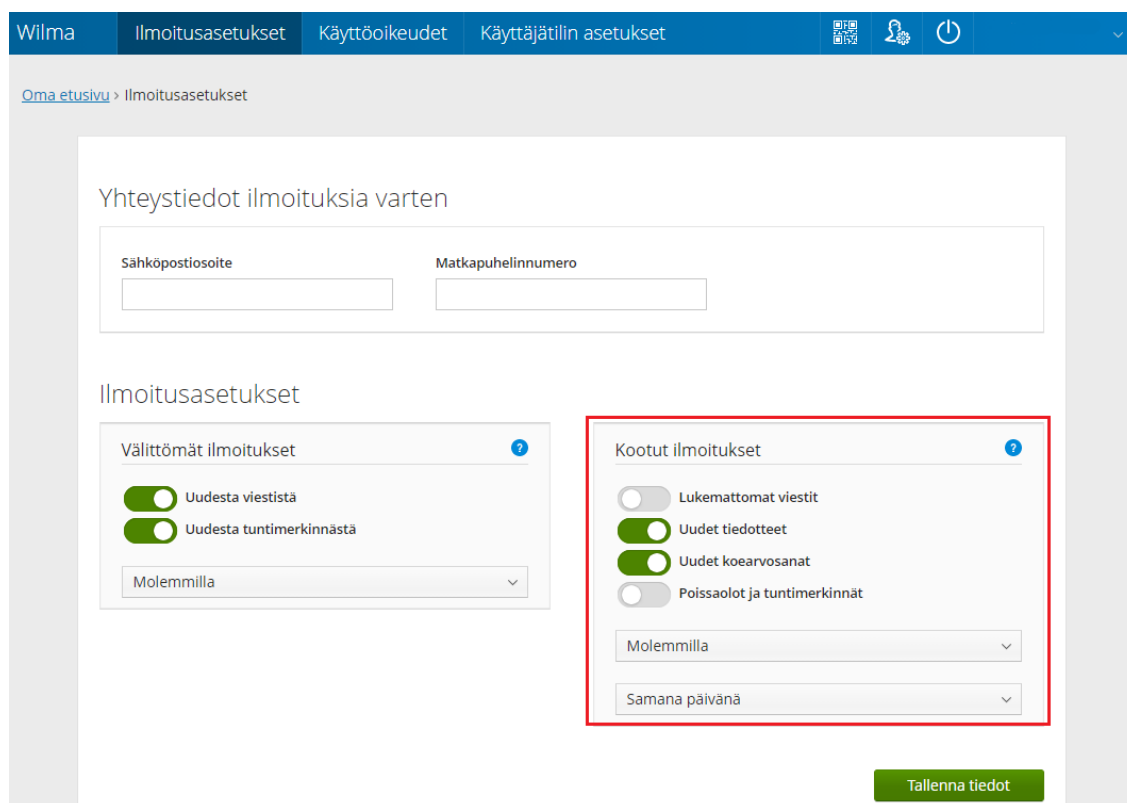 Wilma Ilmoitusasetukset Käyttöoikeudet Käyttäjätilin asetukset
Oma etusivu › Ilmoitusasetukset
Yhteystiedot ilmoituksia varten
Sähköpostiosoite Matkapuhelinnumero
Ilmoitusasetukset
Välittömät ilmoitukset ?
Uudesta viestistä
Uudesta tuntimerkinnästä
Molemmilla
Kootut ilmoitukset ?
Lukemattomat viestit
Uudet tiedotteet
Uudet koearvosanat
Poissaolot ja tuntimerkinnät
Molemmilla
Samana päivänä
Tallenna tiedot